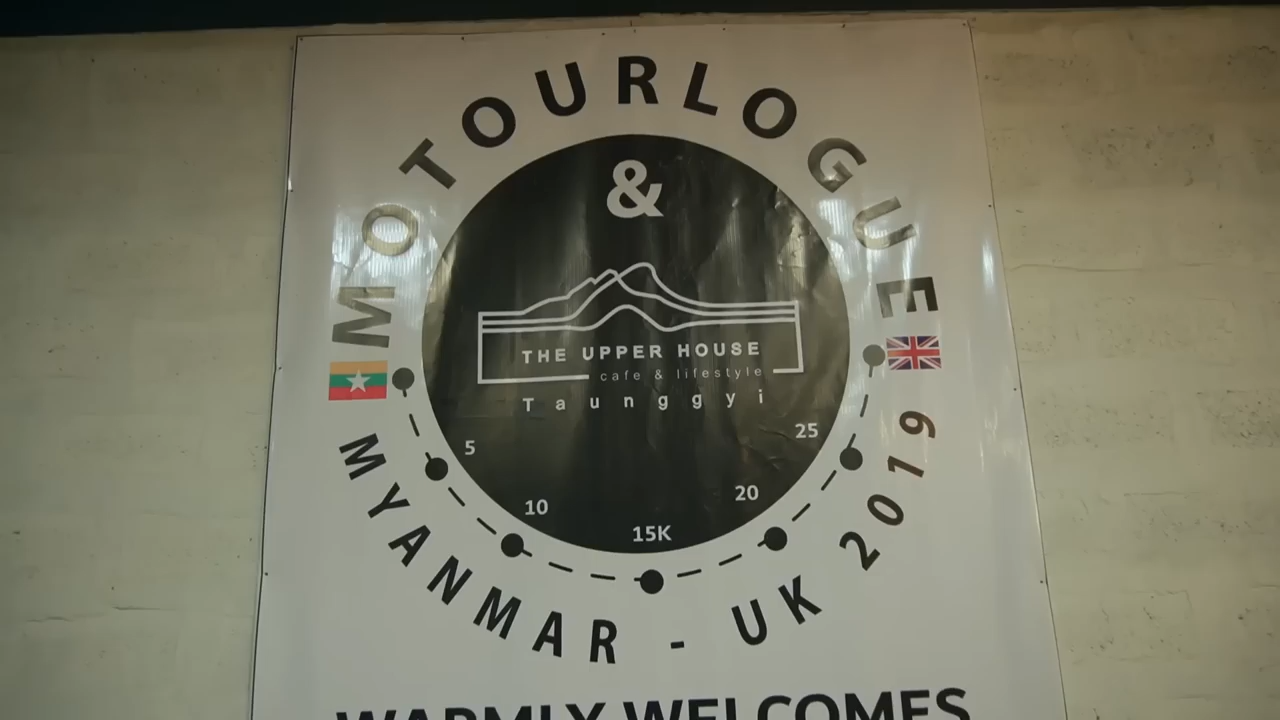 MOTOURLOGUE
&
THE UPPER HOUSE
cafe & lifestyle
Taunggyi
5
10
15K
20
25
MYANMAR - UK 2019
WARMLY WELCOMES